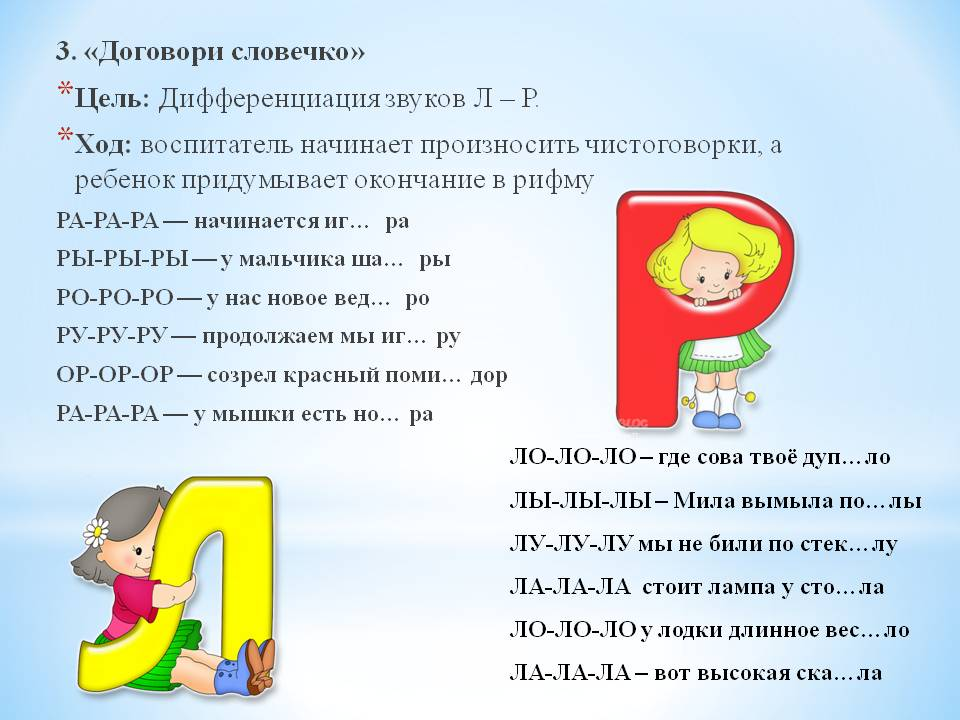 3. «Договори словечко»
* Цель: Дифференциация звуков Л – Р.
* Ход: воспитатель начинает произносить чистоговорки, а
ребенок придумывает окончание в рифму
РА-РА-РА — начинается иг… ра
РЫ-РЫ-РЫ — у мальчика ша… ры
РО-РО-РО — у нас новое вед… ро
РУ-РУ-РУ — продолжаем мы иг… ру
ОР-ОР-ОР — созрел красный поми… дор
РА-РА-РА — у мышки есть но… ра
Р
ЛО-ЛО-ЛО – где сова твоё дуп…ло
ЛЫ-ЛЫ-ЛЫ – Мила вымыла по…лы
ЛУ-ЛУ-ЛУ мы не били по стек…лу
ЛА-ЛА-ЛА стоит лампа у сто…ла
ЛО-ЛО-ЛО у лодки длинное вес…ло
ЛА-ЛА-ЛА – вот высокая ска…ла
Л